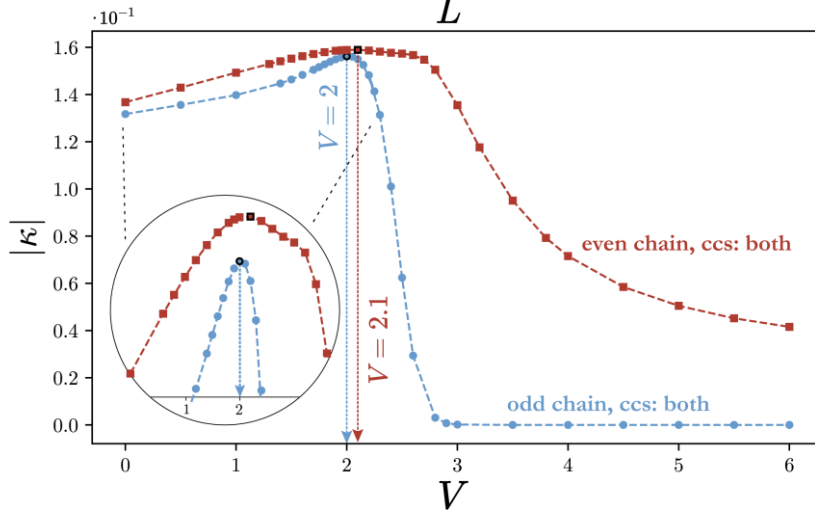 ·10⁻¹
L
1.6
1.4
1.2
1.0
0.8
0.6
0.4
0.2
0.0
|κ|
V = 2
V = 2.1
even chain, ccs: both
odd chain, ccs: both
1 2
0 1 2 3 4 5 6
V